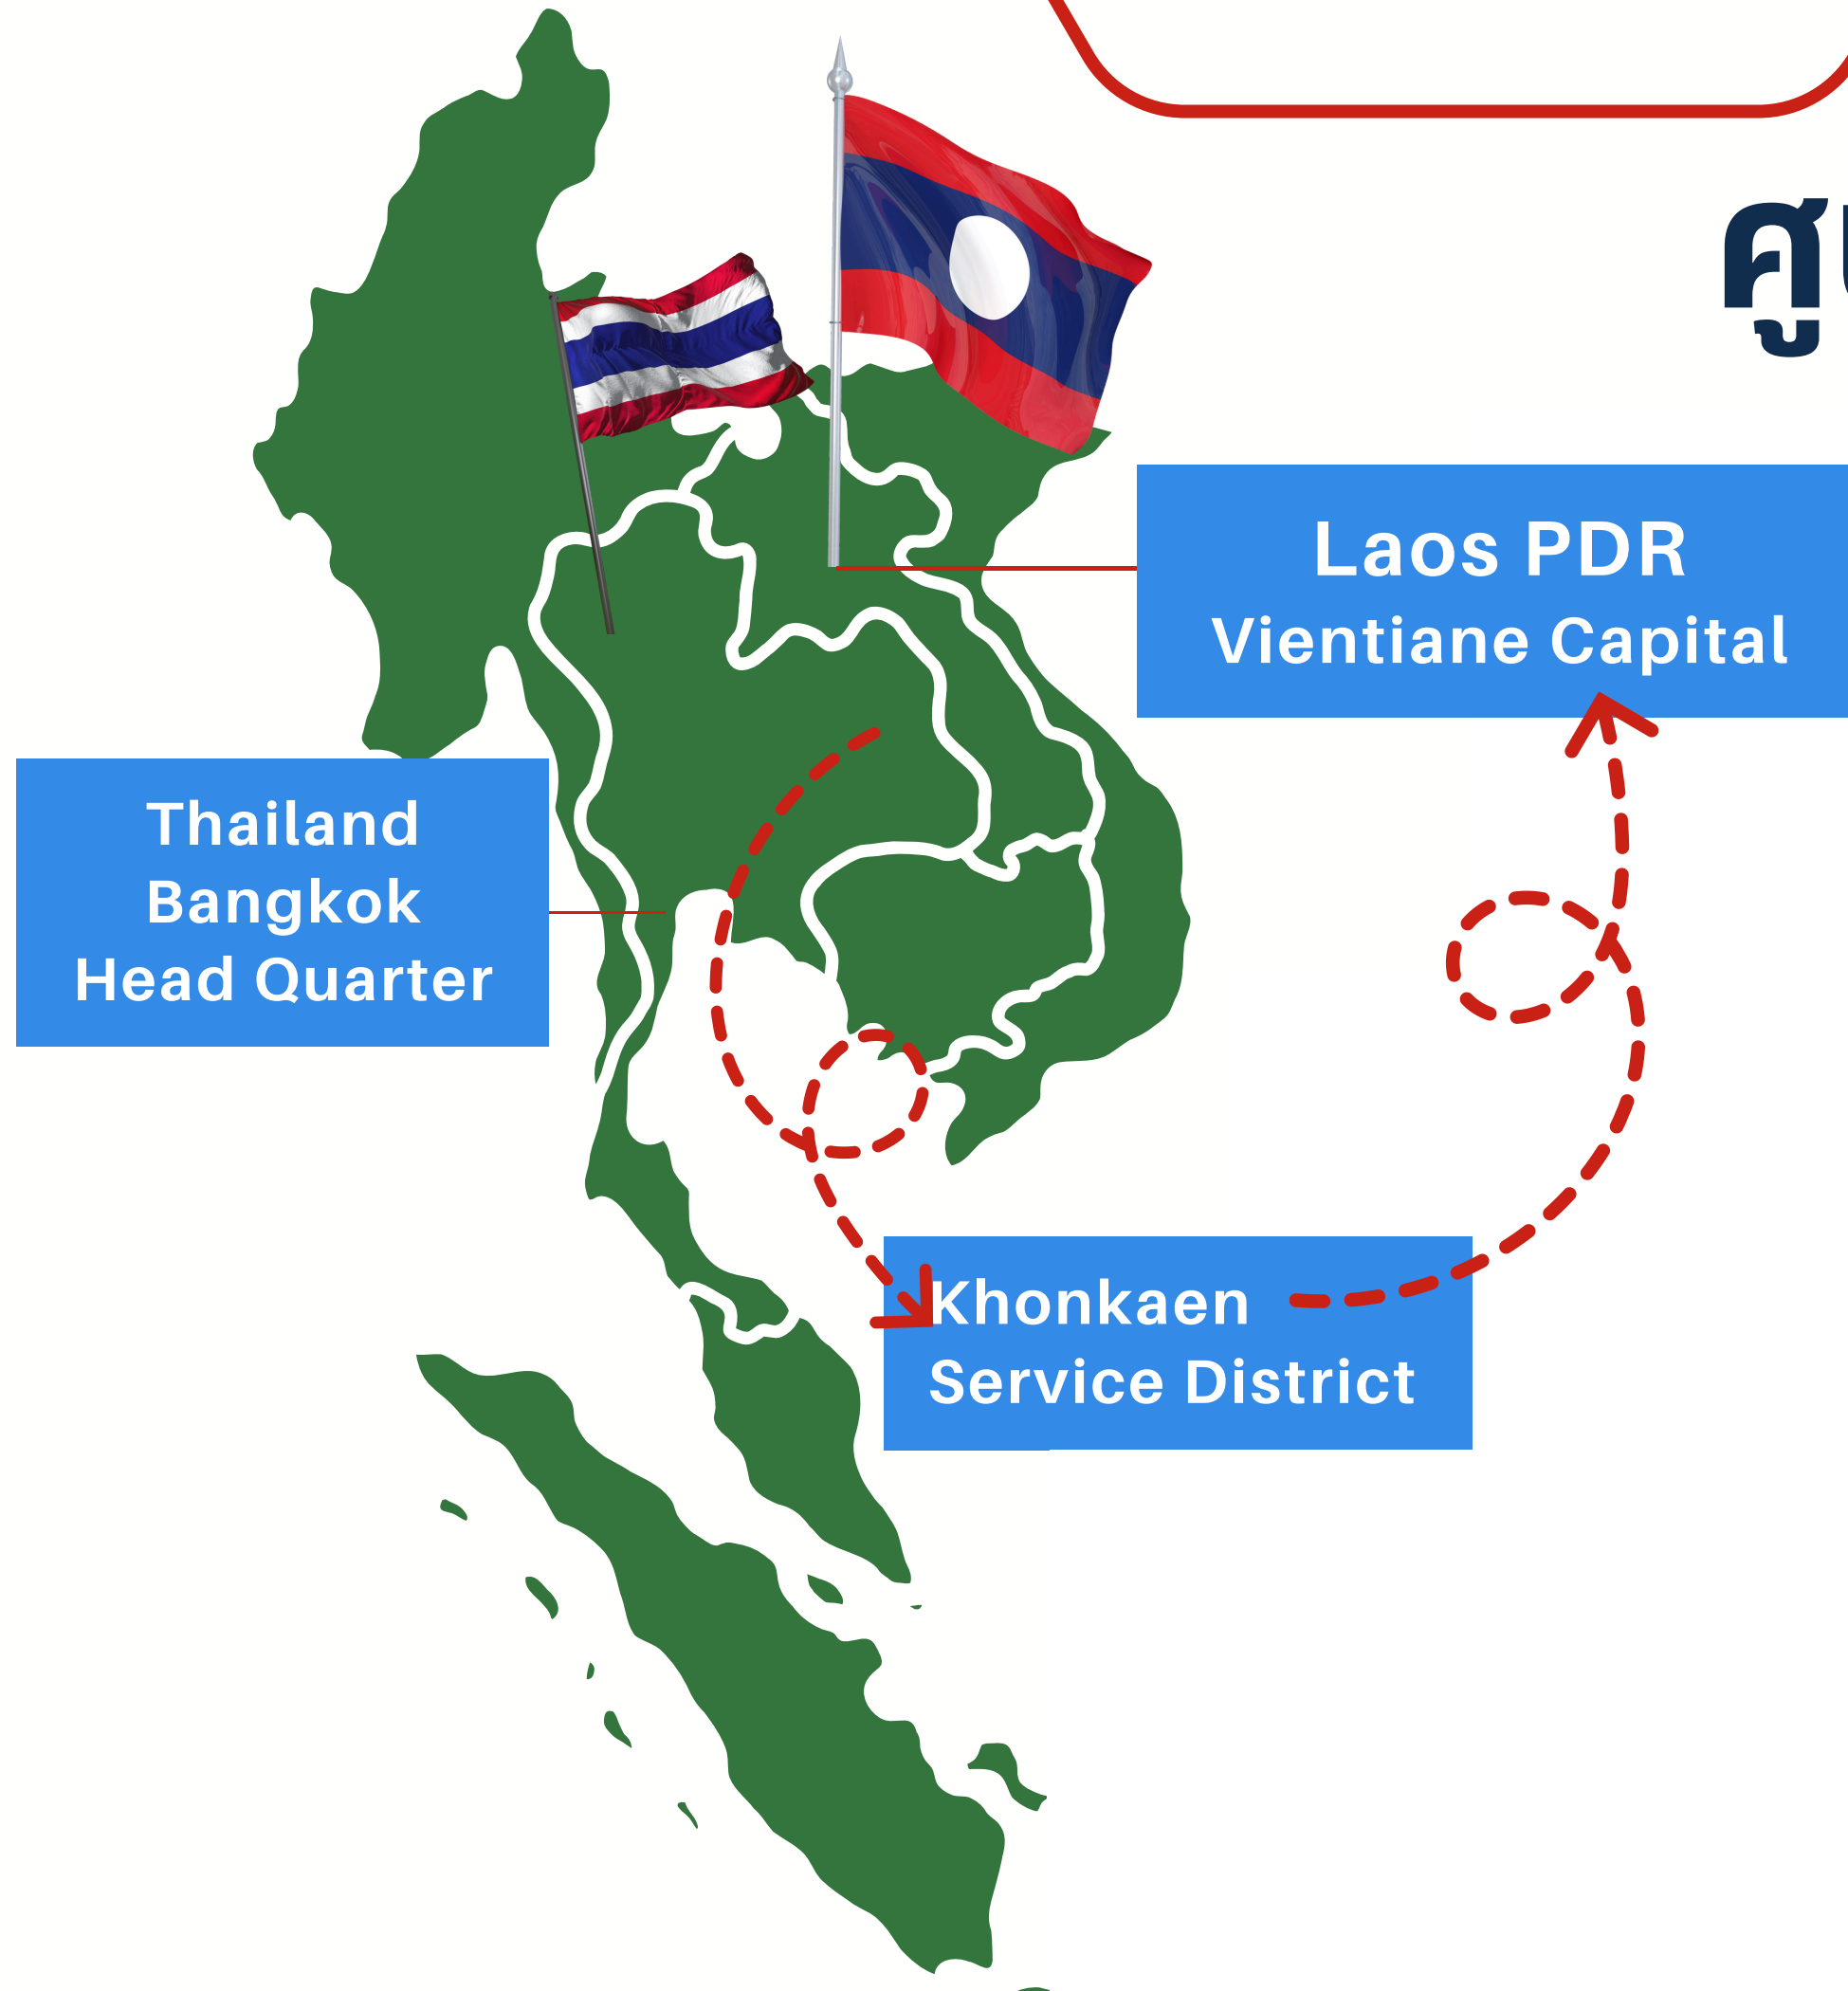 Laos PDR
Vientiane Capital
Thailand
Bangkok
Head Quarter
Khonkaen
Service District